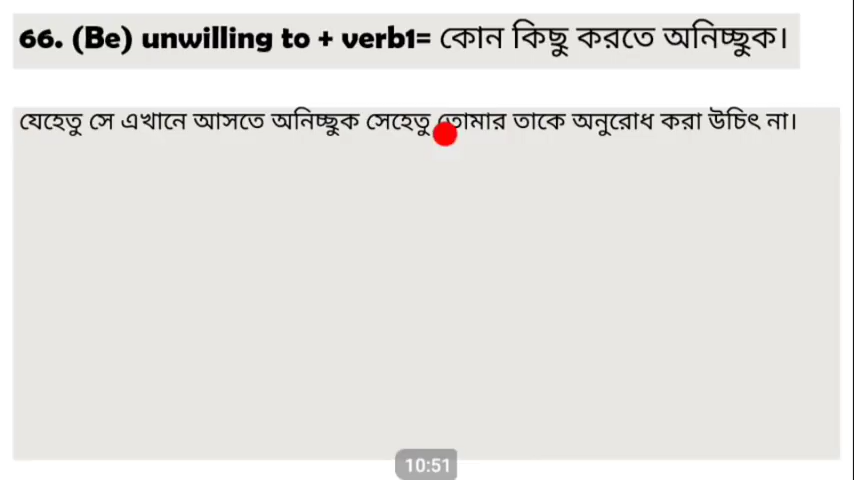 66. (Be) unwilling to + verb1= কোন কিছু করতে অনিচ্ছুক।
যেহেতু সে এখানে আসতে অনিচ্ছুক সেহেতু তোমার তাকে অনুরোধ করা উচিৎ না।
10:51